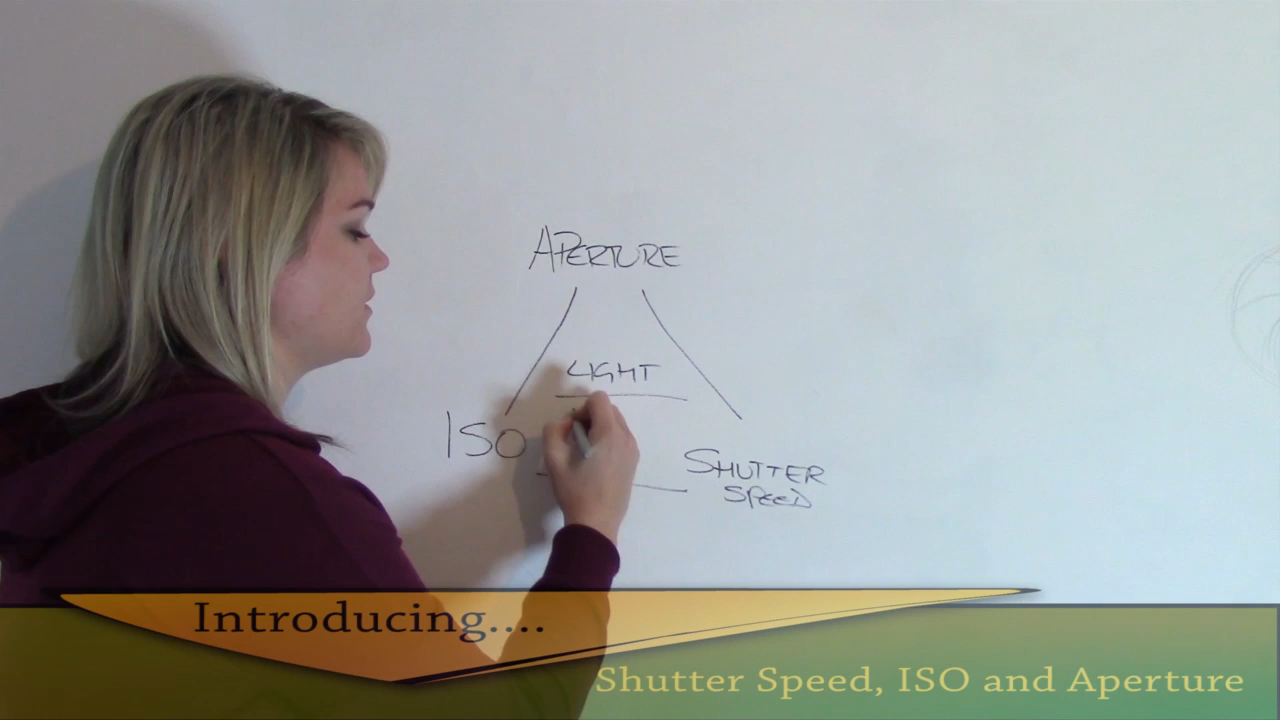 APERTURE
LIGHT
ISO
SHUTTER
SPEED
Introducing....
Shutter Speed, ISO and Aperture